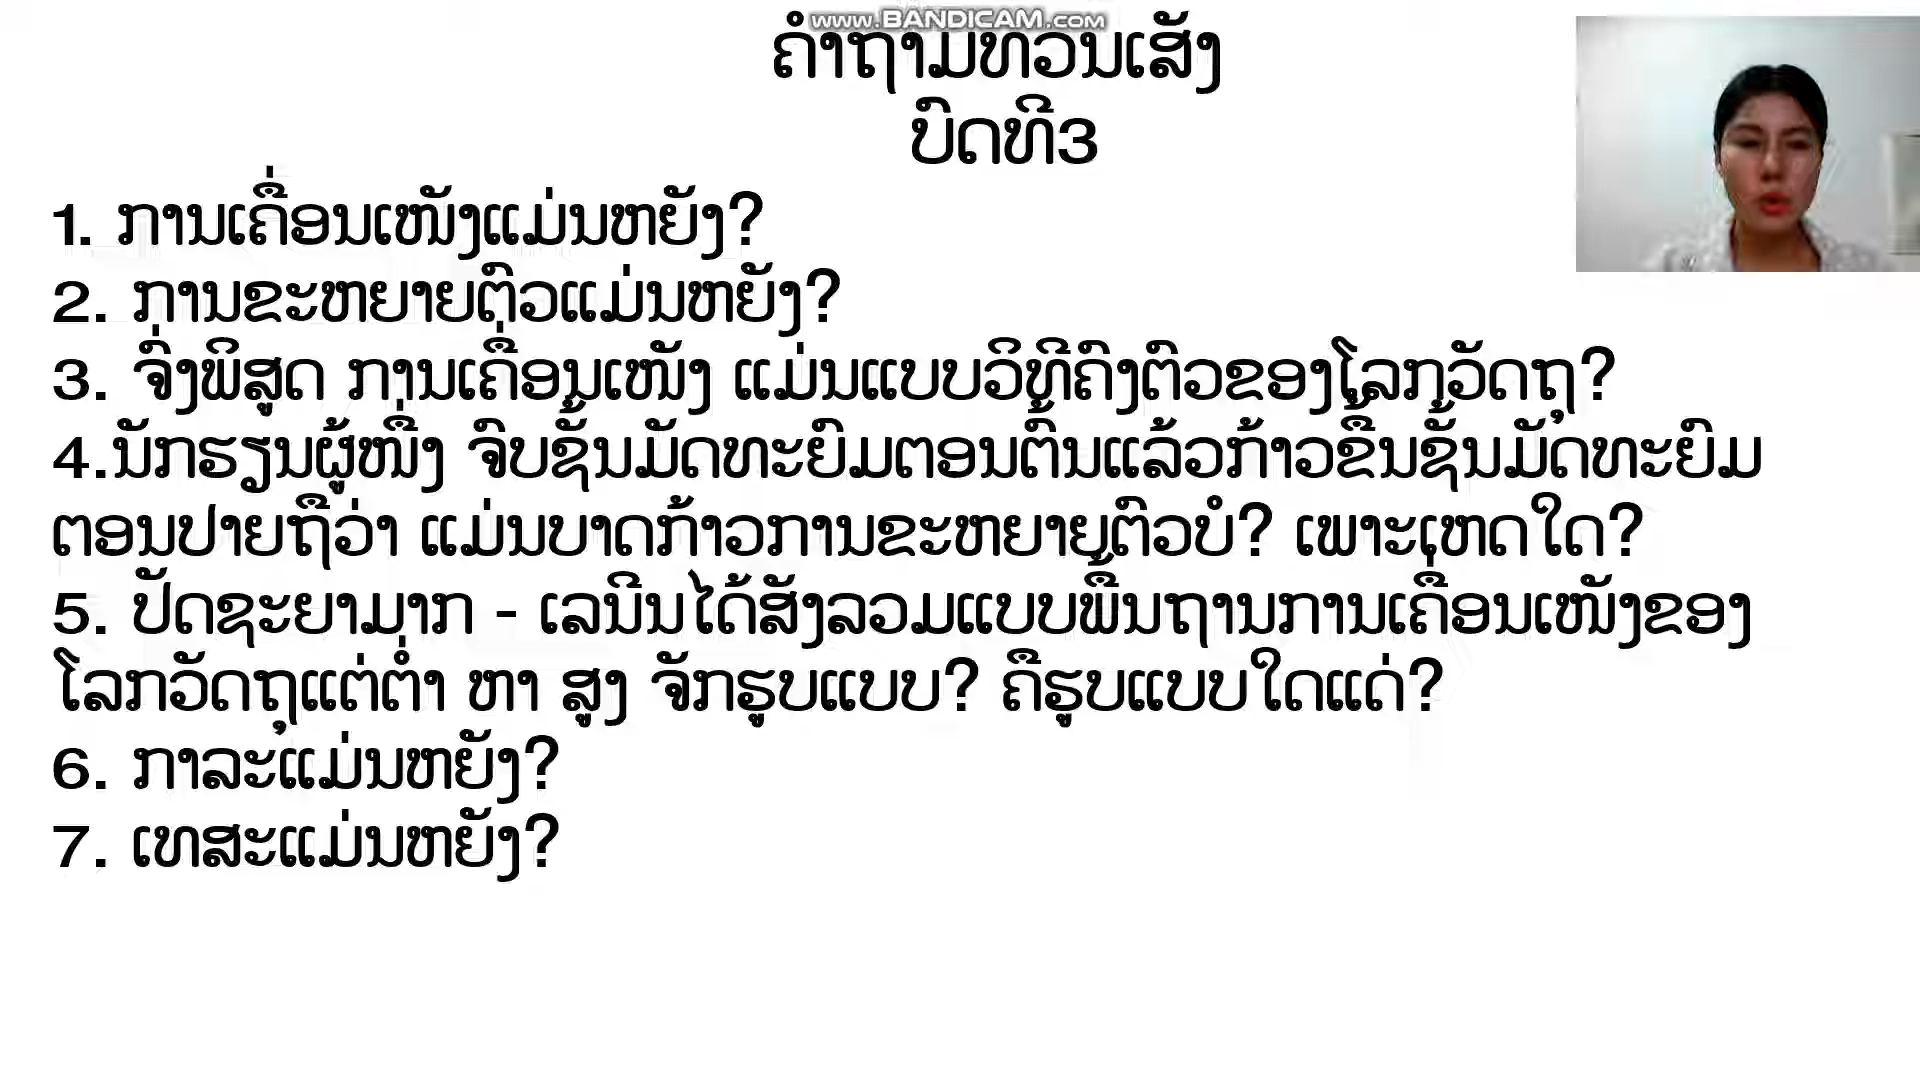 www.BANDICAM.com
ຄຳຖາມທວນເສັງ
ບົດທີ3
1. ການເຄື່ອນເໜັງແມ່ນຫຍັງ?
2. ການຂະຫຍາຍຕົວແມ່ນຫຍັງ?
3. ຈົ່ງພິສູດ ການເຄື່ອນເໜັງ ແມ່ນແບບວິທີຄົງຕົວຂອງໂລກວັດຖຸ?
4.ນັກຮຽນຜູ້ໜຶ່ງ ຈົບຊັ້ນມັດທະຍົມຕອນຕົ້ນແລ້ວກ້າວຂຶ້ນຊັ້ນມັດທະຍົມ
ຕອນປາຍຖືວ່າ ແມ່ນບາດກ້າວການຂະຫຍາຍຕົວບໍ? ເພາະເຫດໃດ?
5. ປັດຊະຍາມາກ - ເລນີນໄດ້ສັງລວມແບບພື້ນຖານການເຄື່ອນເໜັງຂອງ
ໂລກວັດຖຸແຕ່ຕ່ຳ ຫາ ສູງ ຈັກຮູບແບບ? ຄືຮູບແບບໃດແດ່?
6. ກາລະແມ່ນຫຍັງ?
7. ເທສະແມ່ນຫຍັງ?